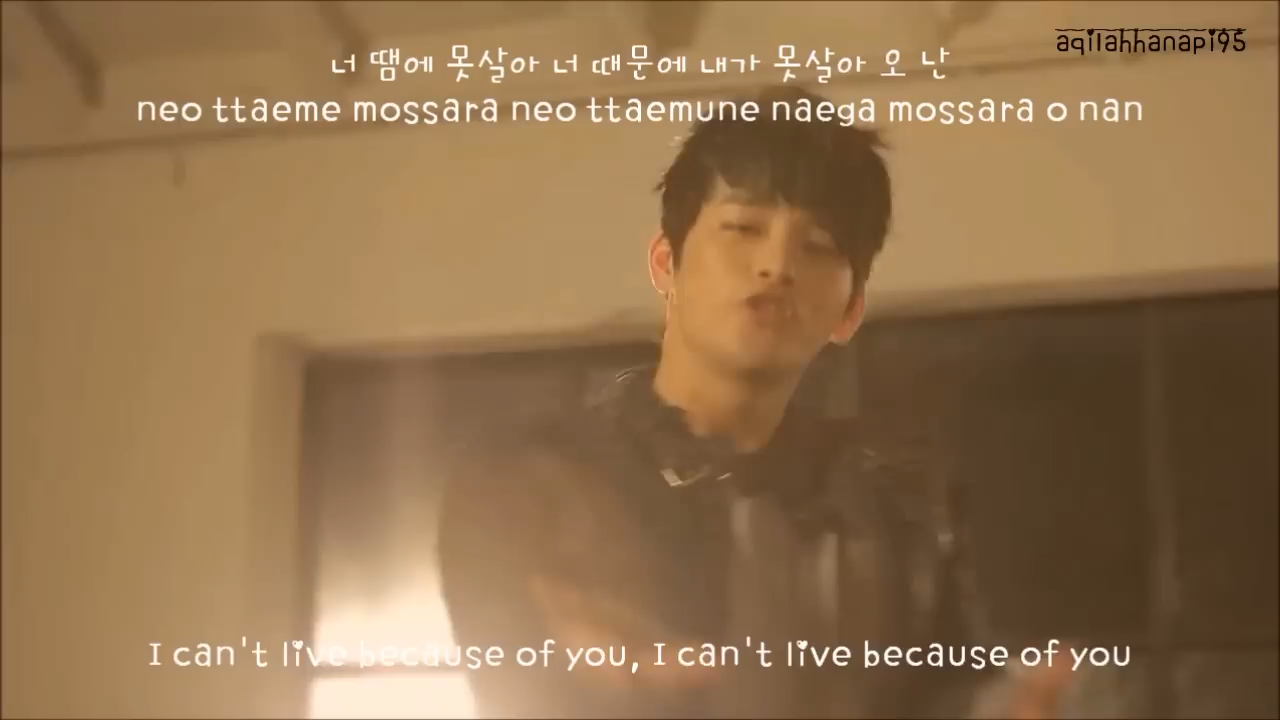 aqilahhanapi95
너 땜에 못살아 너 때문에 내가 못살아 오 난
neo ttaeme mossara neo ttaemune naega mossara o nan
I can't live because of you, I can't live because of you